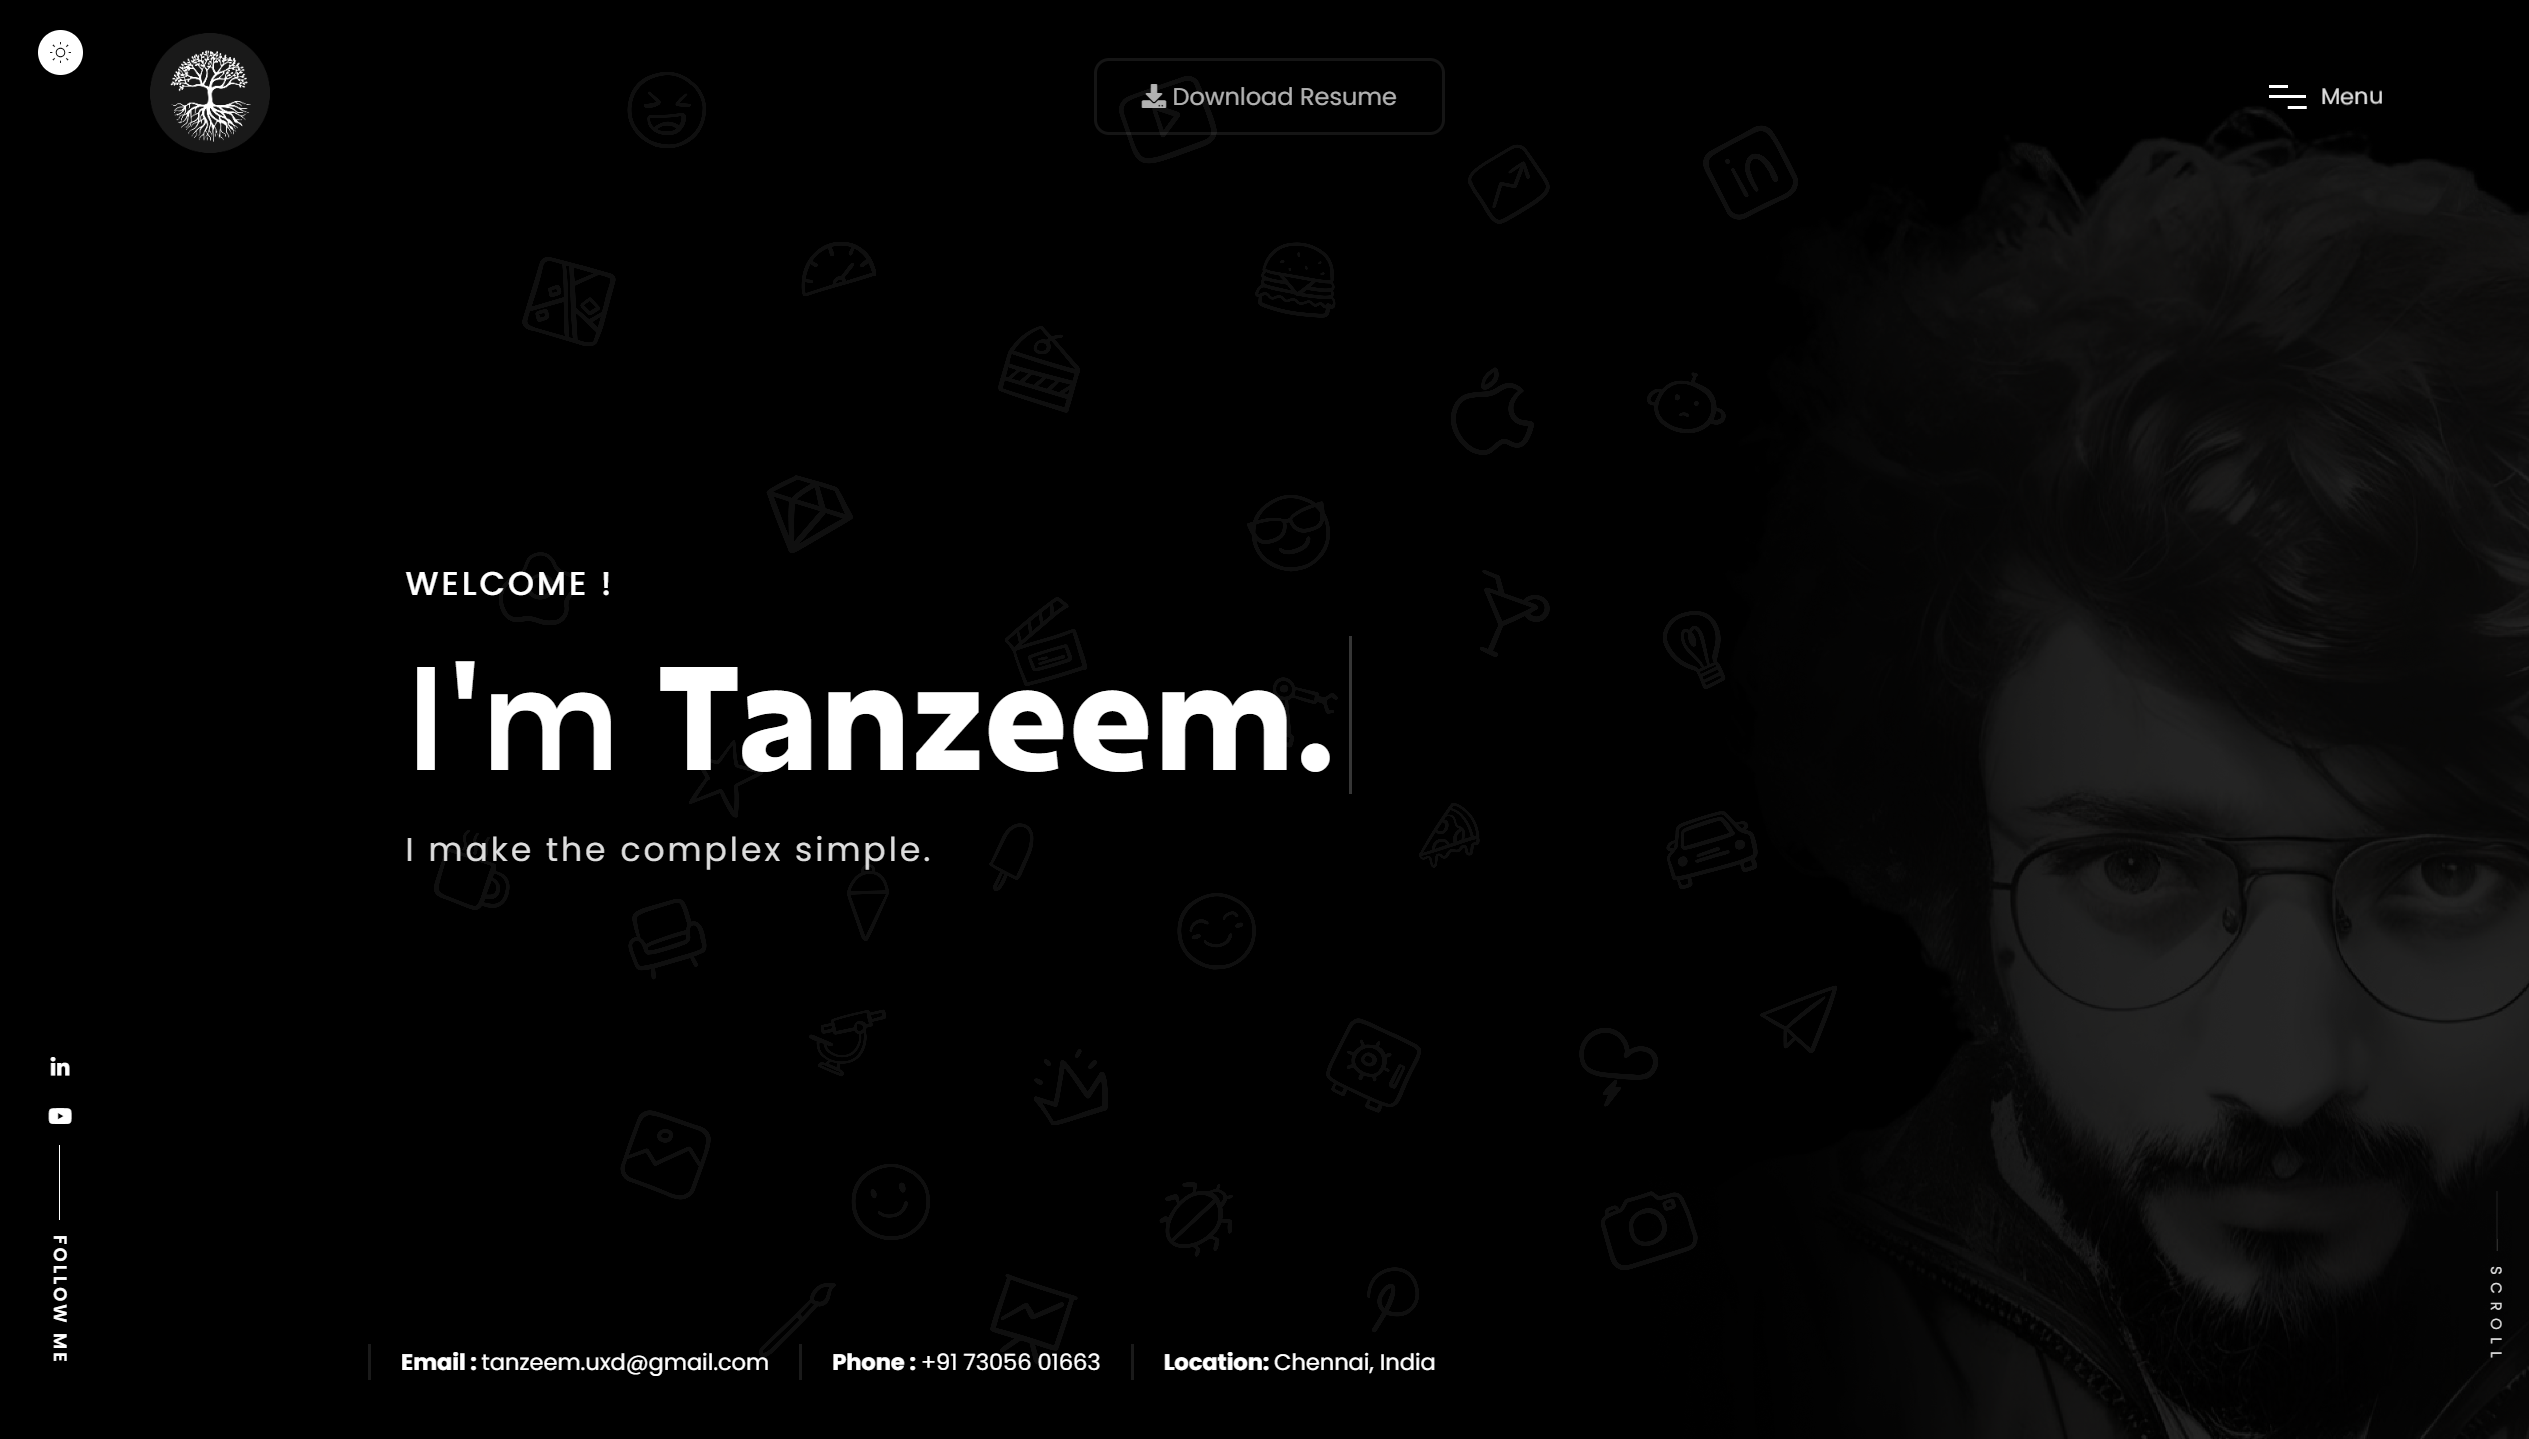 Download Resume
Menu
WELCOME !
I'm Tanzeem.
I make the complex simple.
in
FOLLOW ME
SCROLL
Email : tanzeem.uxd@gmail.com
Phone : +91 73056 01663
Location: Chennai, India